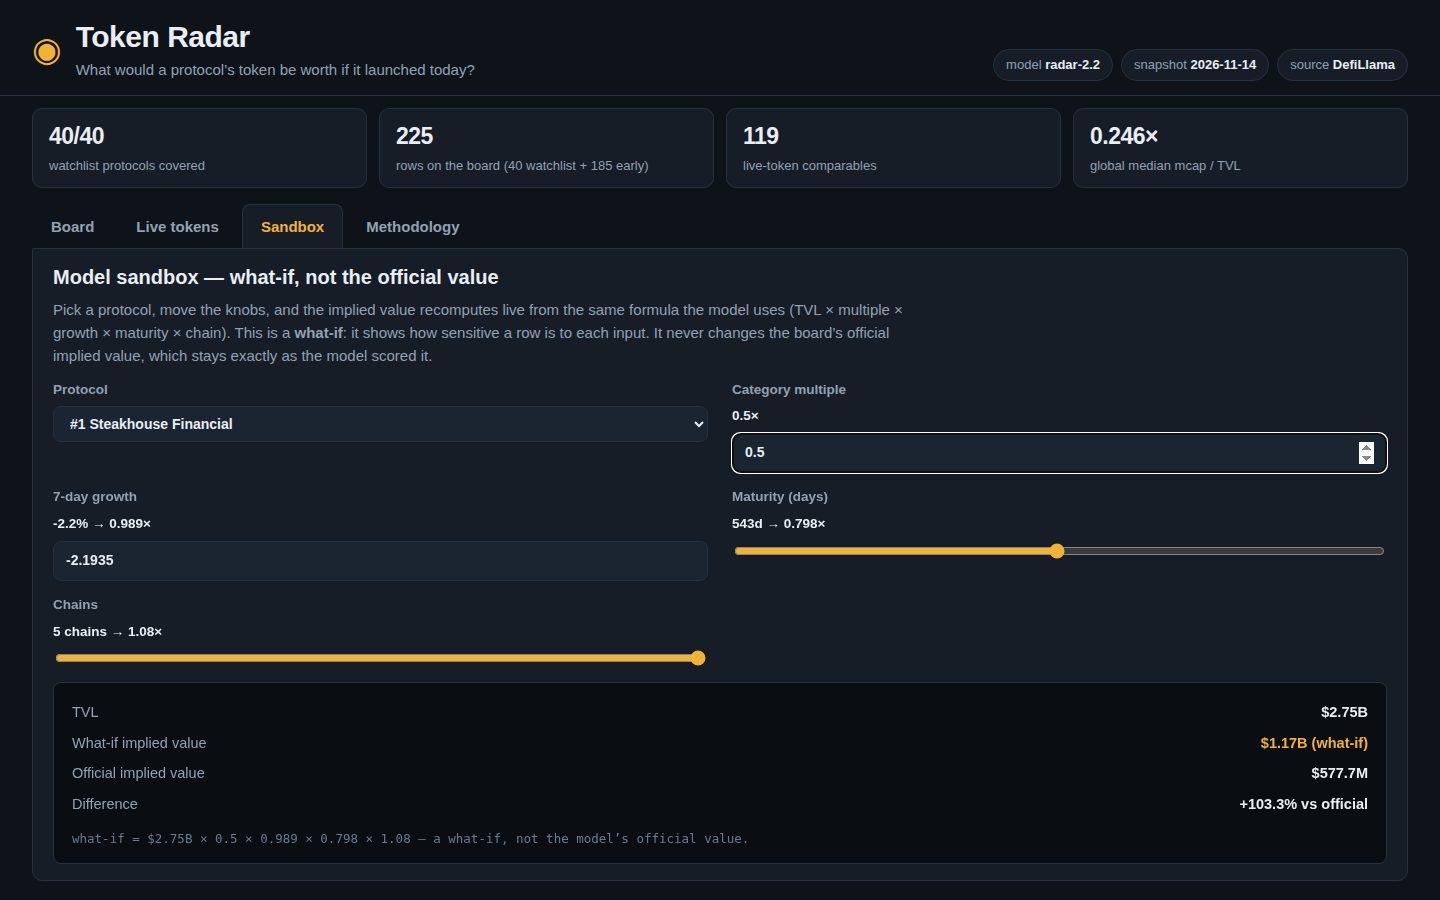 Token Radar
What would a protocol’s token be worth if it launched today?
model radar-2.2
snapshot 2026-11-14
source DefiLlama
40/40
watchlist protocols covered
225
rows on the board (40 watchlist + 185 early)
119
live-token comparables
0.246×
global median mcap / TVL
Board
Live tokens
Sandbox
Methodology
Model sandbox — what-if, not the official value
Pick a protocol, move the knobs, and the implied value recomputes live from the same formula the model uses (TVL × multiple ×
growth × maturity × chain). This is a what-if: it shows how sensitive a row is to each input. It never changes the board’s official
implied value, which stays exactly as the model scored it.
Protocol
#1 Steakhouse Financial
Category multiple
0.5×
0.5
7-day growth
-2.2% → 0.989×
-2.1935
Maturity (days)
543d → 0.798×
Chains
5 chains → 1.08×
TVL
$2.75B
What-if implied value
$1.17B (what-if)
Official implied value
$577.7M
Difference
+103.3% vs official
what-if = $2.75B × 0.5 × 0.989 × 0.798 × 1.08 — a what-if, not the model’s official value.